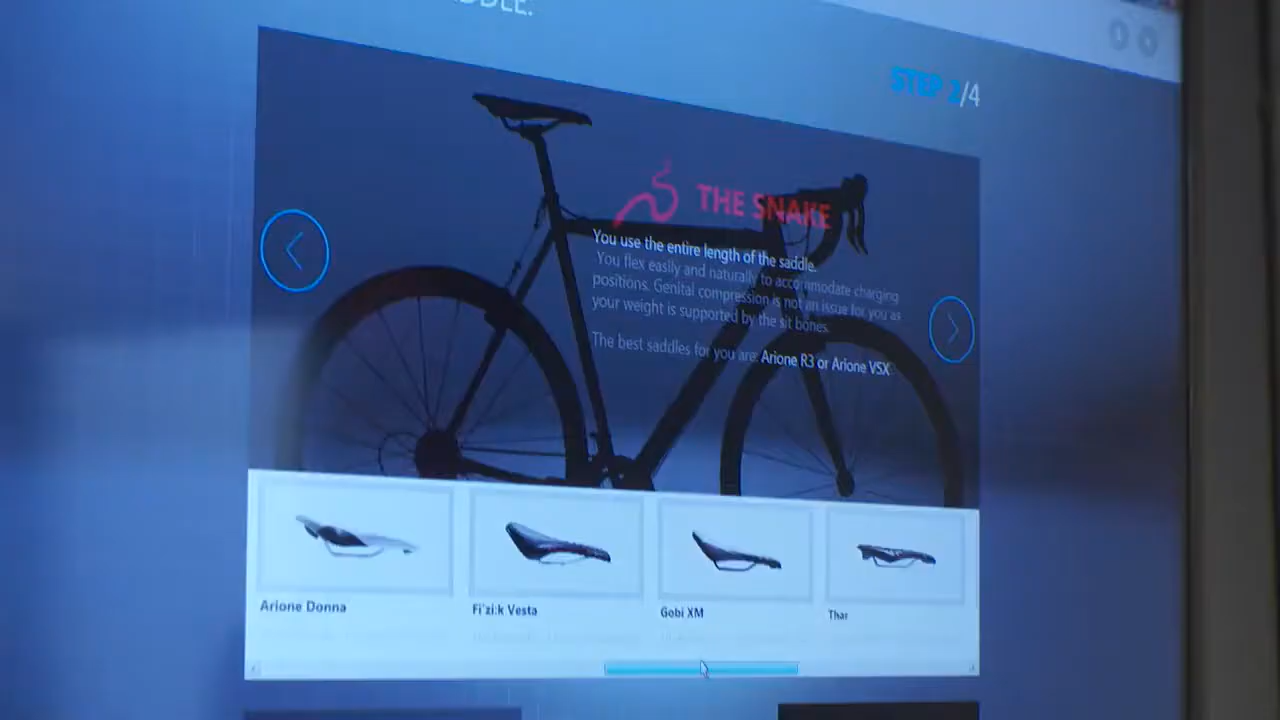 STEP 2/4
THE SNAKE
You use the entire length of the saddle.
You flex easily and naturally to accommodate charging
positions. Genital compression is not an issue for you as
your weight is supported by the sit bones.
The best saddles for you are: Arione R3 or Arione VSX
Arione Donna
Fi'zi:k Vesta
Gobi XM
Thar